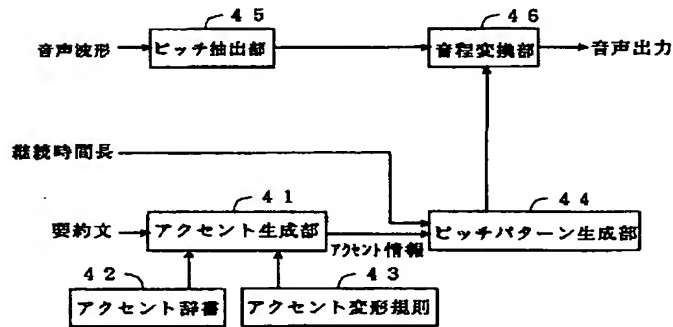 45
46
音声波形
ピッチ抽出部
音程変換部
音声出力
継続時間長
41
44
要約文
アクセント生成部
アクセント情報
ピッチパターン生成部
42
43
アクセント辞書
アクセント変形規則